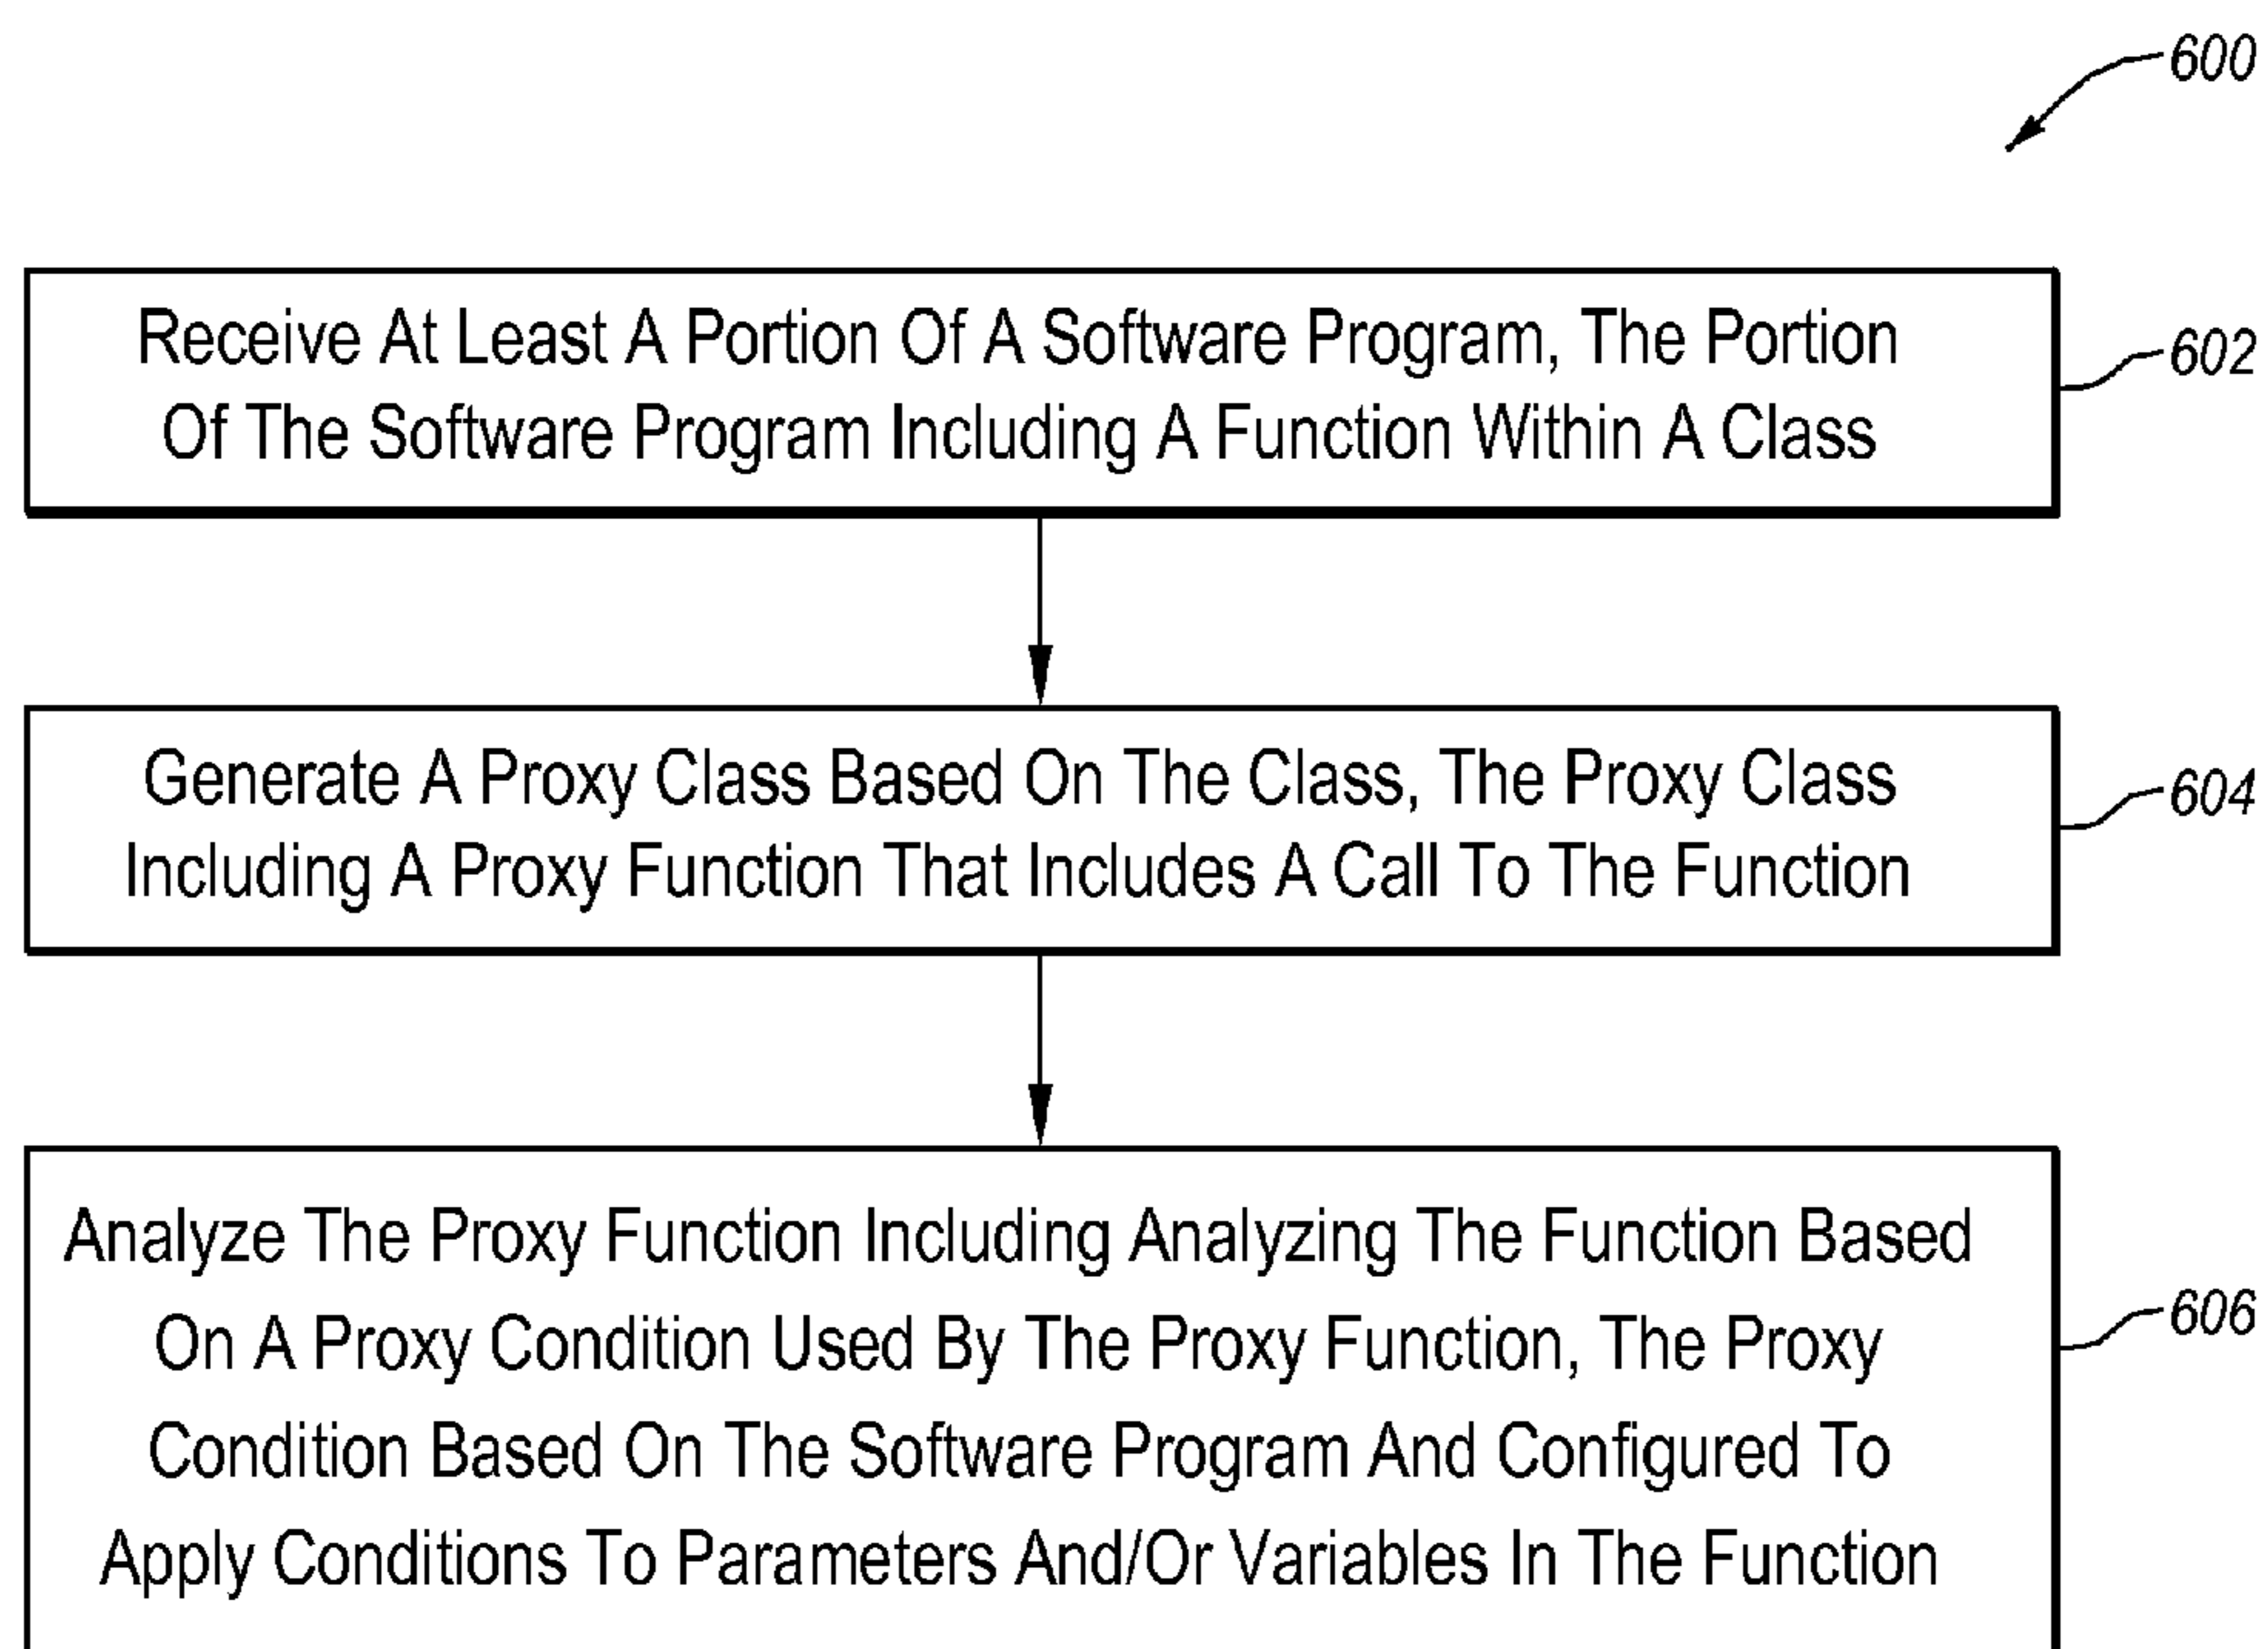 600
Receive At Least A Portion Of A Software Program, The Portion
Of The Software Program Including A Function Within A Class
602
Generate A Proxy Class Based On The Class, The Proxy Class
Including A Proxy Function That Includes A Call To The Function
604
Analyze The Proxy Function Including Analyzing The Function Based
On A Proxy Condition Used By The Proxy Function, The Proxy
Condition Based On The Software Program And Configured To
Apply Conditions To Parameters And/Or Variables In The Function
606